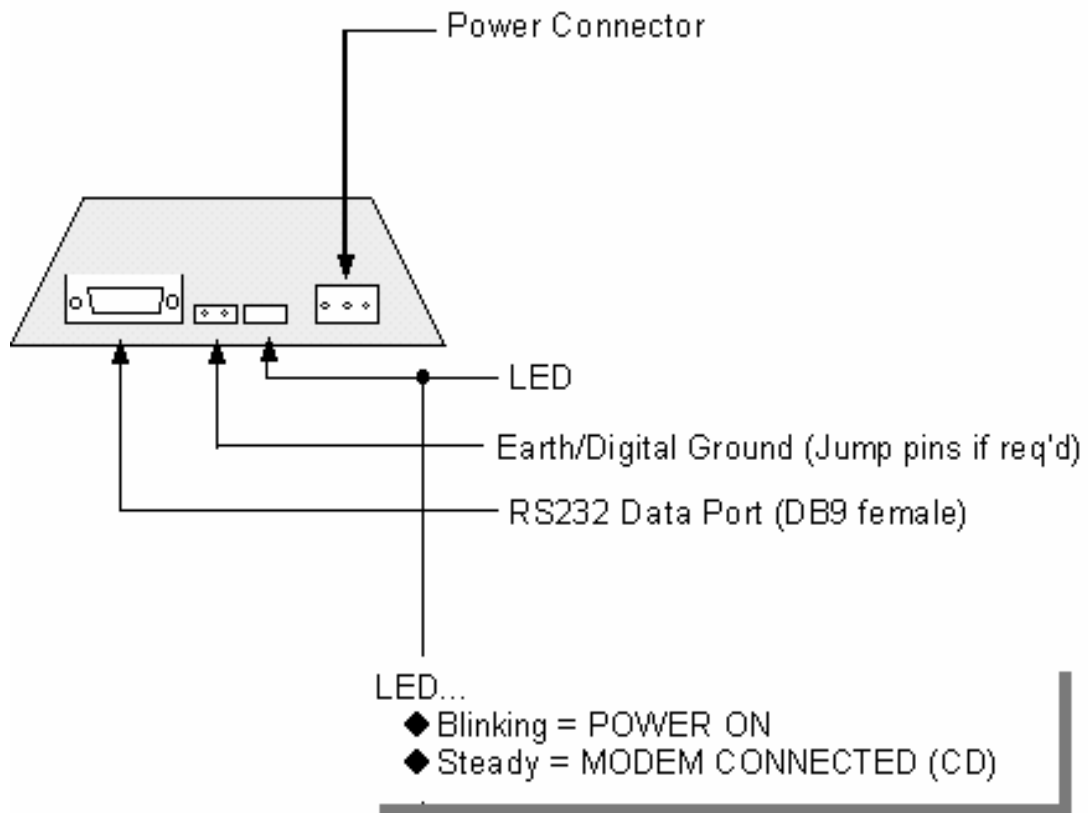 Power Connector
LED
Earth/Digital Ground (Jump pins if req'd)
RS232 Data Port (DB9 female)
LED...
◆ Blinking = POWER ON
◆ Steady = MODEM CONNECTED (CD)